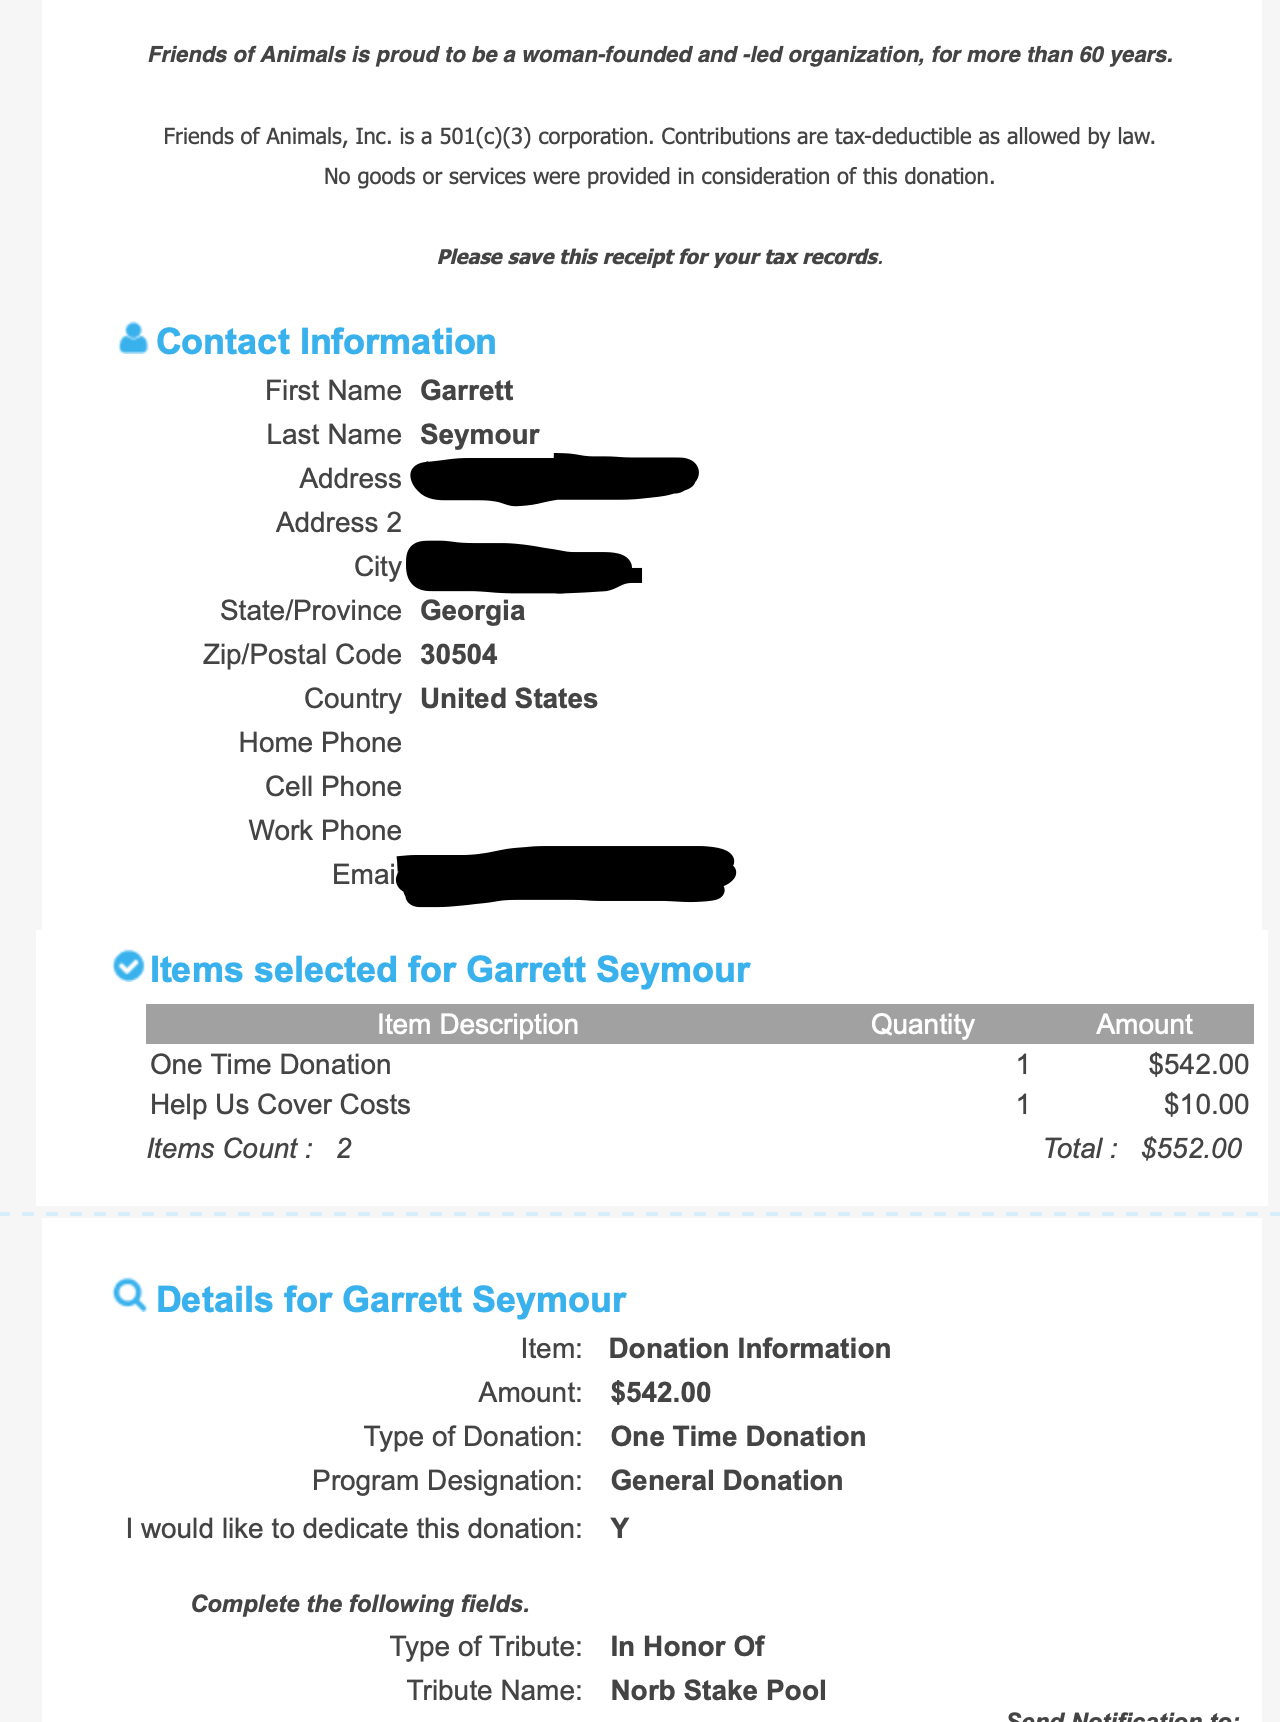 Friends of Animals is proud to be a woman-founded and -led organization, for more than 60 years.
Friends of Animals, Inc. is a 501(c)(3) corporation. Contributions are tax-deductible as allowed by law.
No goods or services were provided in consideration of this donation.
Please save this receipt for your tax records.
Contact Information
First Name Garrett
Last Name Seymour
Address
Address 2
City
State/Province Georgia
Zip/Postal Code 30504
Country United States
Home Phone
Cell Phone
Work Phone
Emai
Items selected for Garrett Seymour
Item Description Quantity Amount
One Time Donation 1 $542.00
Help Us Cover Costs 1 $10.00
Items Count : 2 Total : $552.00
Details for Garrett Seymour
Item: Donation Information
Amount: $542.00
Type of Donation: One Time Donation
Program Designation: General Donation
I would like to dedicate this donation: Y
Complete the following fields.
Type of Tribute: In Honor Of
Tribute Name: Norb Stake Pool
Send Notification to: